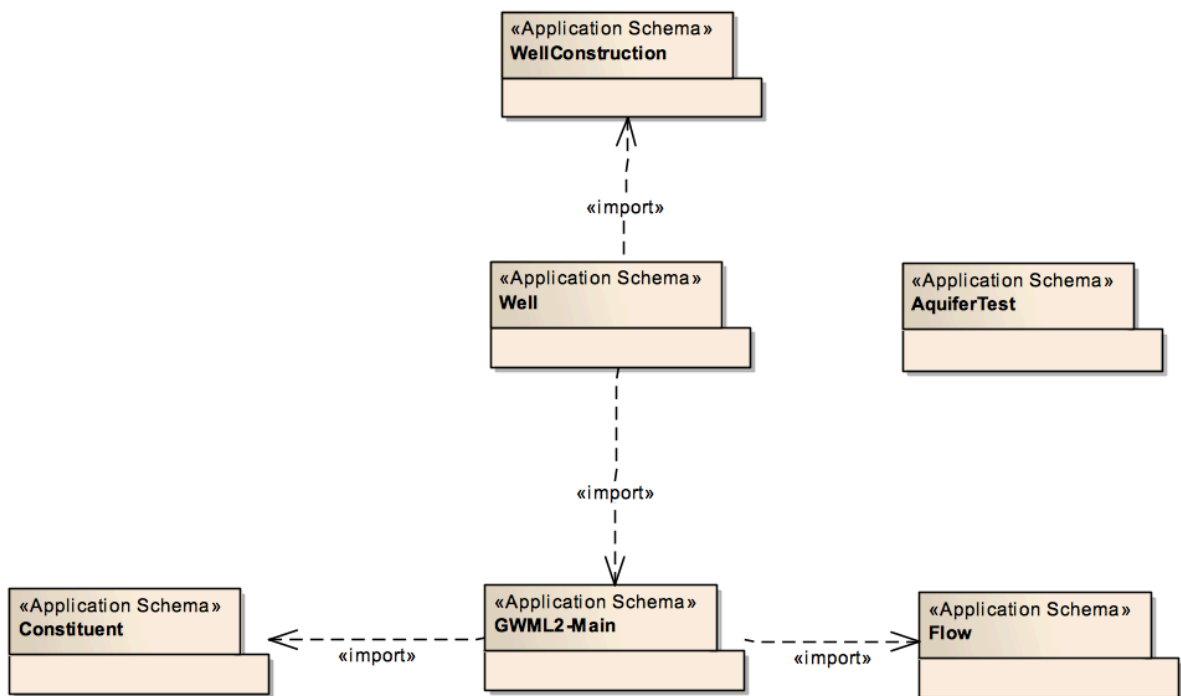 «Application Schema»
WellConstruction
«import»
«Application Schema»
Well
«Application Schema»
AquiferTest
«import»
«Application Schema»
Constituent
«import»
«Application Schema»
GWML2-Main
«import»
«Application Schema»
Flow